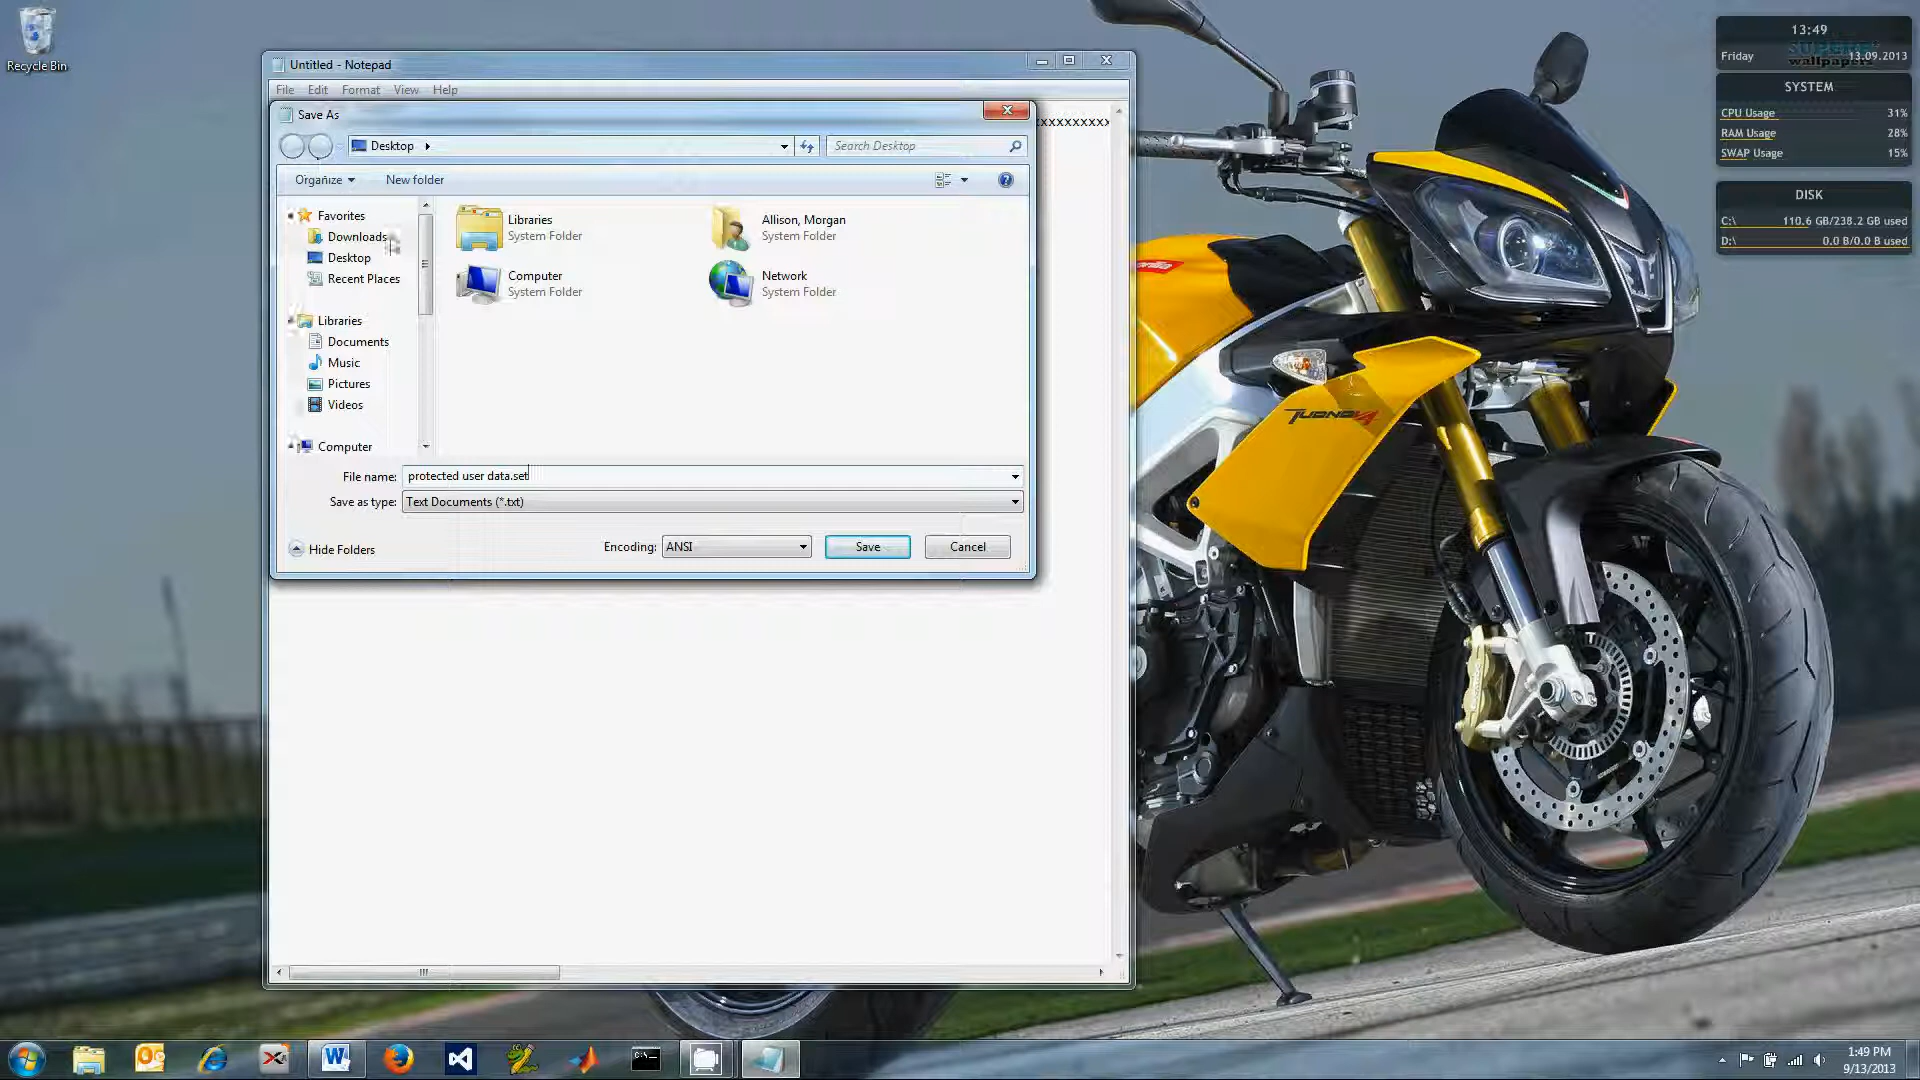 Recycle Bin
Untitled - Notepad
File Edit Format View Help
Save As
xxxxxxxxxx
Desktop
Search Desktop
Organize
New folder
Favorites
Downloads
Desktop
Recent Places
Libraries
Documents
Music
Pictures
Videos
Computer
Libraries
System Folder
Allison, Morgan
System Folder
Computer
System Folder
Network
System Folder
File name: protected user data.set
Save as type: Text Documents (*.txt)
Hide Folders
Encoding: ANSI
Save
Cancel
13:49
Friday 13.09.2013
wallpapers
SYSTEM
CPU Usage 31%
RAM Usage 28%
SWAP Usage 15%
DISK
C:\ 110.6 GB/238.2 GB used
D:\ 0.0 B/0.0 B used
TUONO V4
C:\
1:49 PM
9/13/2013